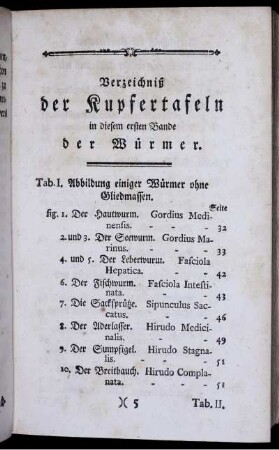 Verzeichniß
der Kupfertafeln
in diesem ersten Bande
der Würmer.
Tab. I. Abbildung einiger Würmer ohne
Gliedmassen.
Seite
fig. 1. Der Hautwurm. Gordius Medi-
nensis. - - - 32
2. und 3. Der Seewurm. Gordius Ma-
rinus. - - - 33
4. und 5. Der Leberwurm. Fasciola
Hepatica. - - - 42
6. Der Fischwurm. Fasciola Intesti-
nata. - - - 43
7. Die Sackspritze. Sipunculus Sac-
catus. - - - 46
8. Der Aderlasser. Hirudo Medici-
nalis. - - - 49
9. Der Sumpfigel. Hirudo Stagna-
lis. - - - 51
10. Der Breitbauch. Hirudo Compla-
nata. - - - 51
)( 5 Tab. II.